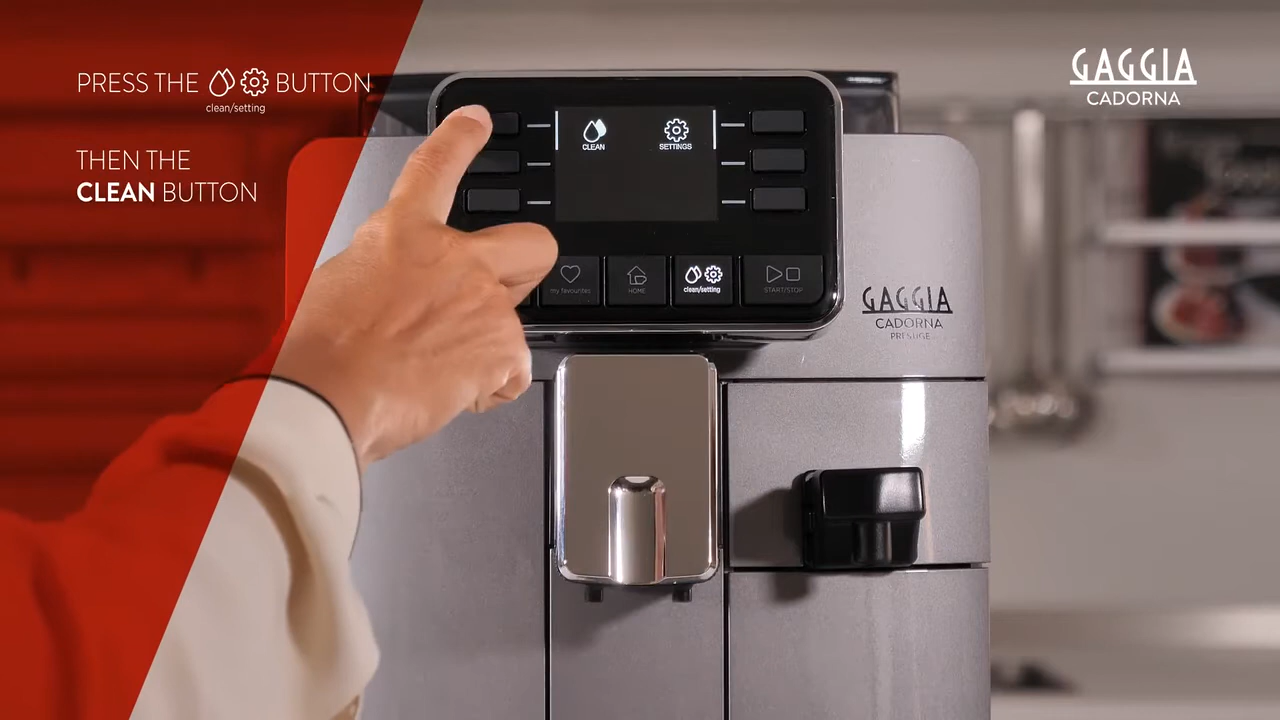 PRESS THE BUTTON
clean/setting
THEN THE
CLEAN BUTTON
GAGGIA
CADORNA
CLEAN
SETTINGS
my favourites
HOME
clean/setting
START/STOP
GAGGIA
CADORNA
PRESTIGE